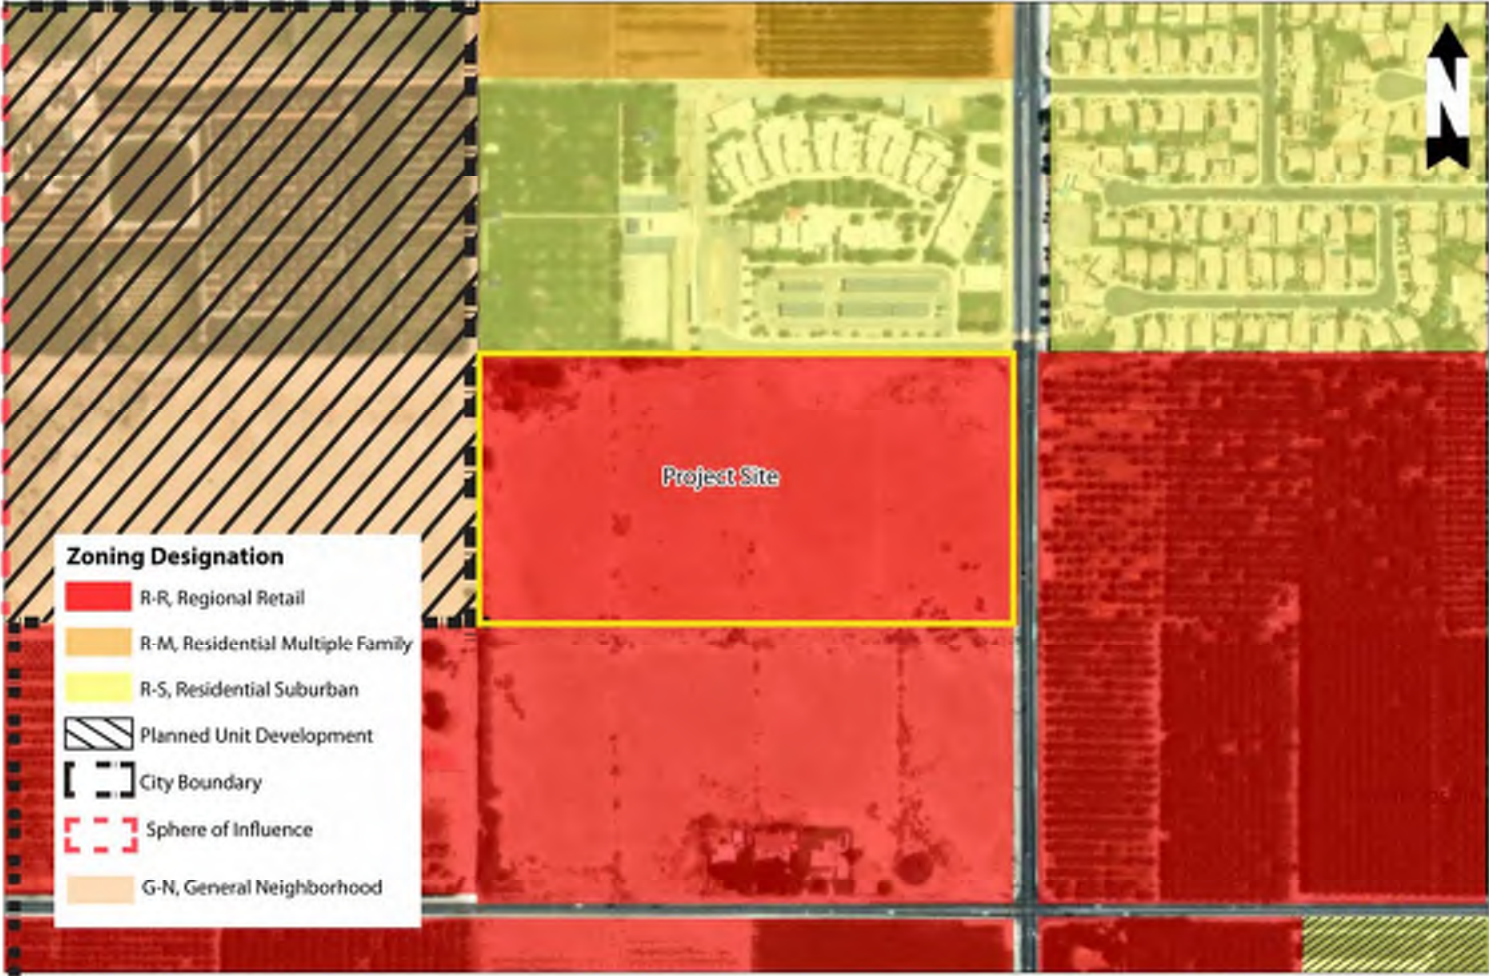 N
Project Site
Zoning Designation
R-R, Regional Retail
R-M, Residential Multiple Family
R-S, Residential Suburban
Planned Unit Development
City Boundary
Sphere of Influence
G-N, General Neighborhood